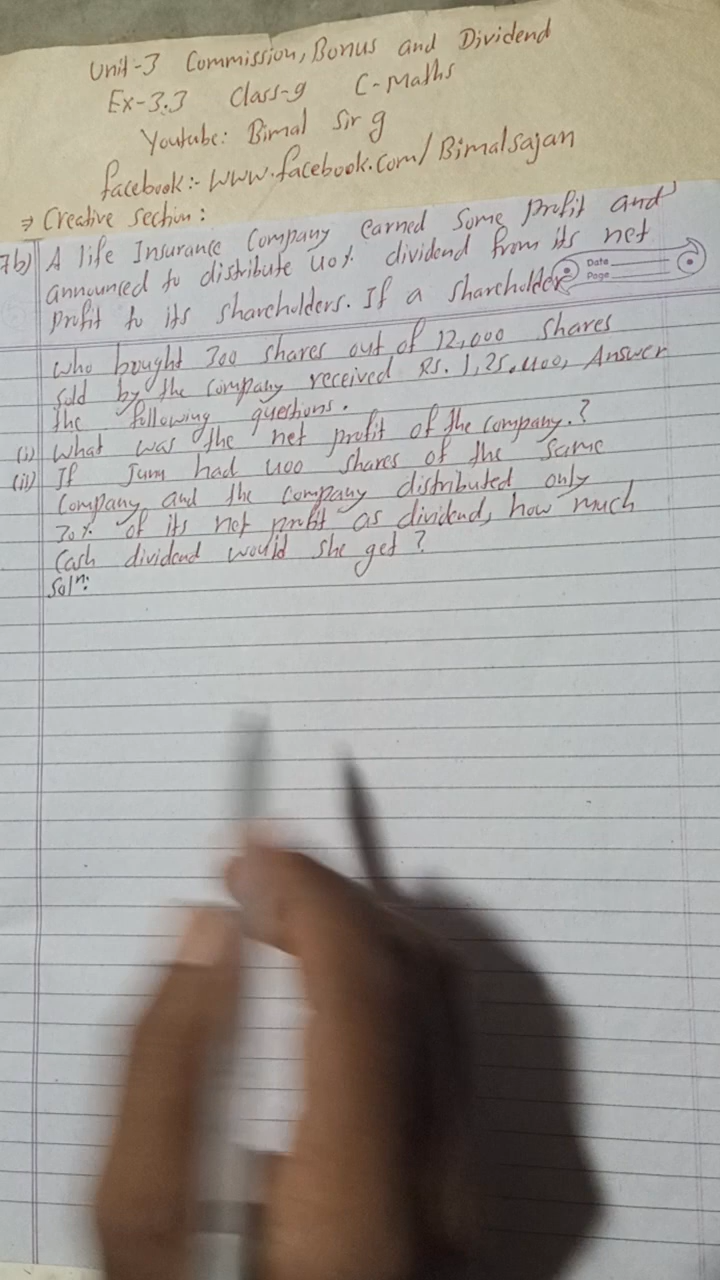 Unit-3 Commission, Bonus and Dividend
Ex-3.3 Class-9 C-Maths
Youtube: Bimal Sir g
facebook:- www.facebook.com/Bimalsajan
⇒ Creative Section:
7b) A life Insurance Company earned some profit and
announced to distribute 40% dividend from its net
profit to its shareholders. If a shareholder
Date
Page
who bought 300 shares out of 12,000 shares
sold by the company received Rs. 1,25,400, Answer
the following questions.
(i) What was the net profit of the company.?
(ii) If had 400 shares of the same
company and the company distributed only
30% of its net profit as dividend, how much
cash dividend would she get?
Solⁿ: